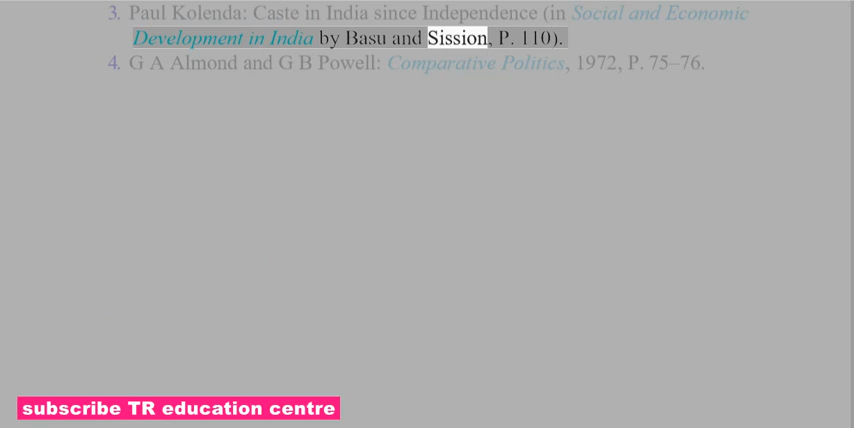 3. Paul Kolenda: Caste in India since Independence (in Social and Economic
Development in India by Basu and Sission, P. 110).
4. G A Almond and G B Powell: Comparative Politics, 1972, P. 75–76.
subscribe TR education centre